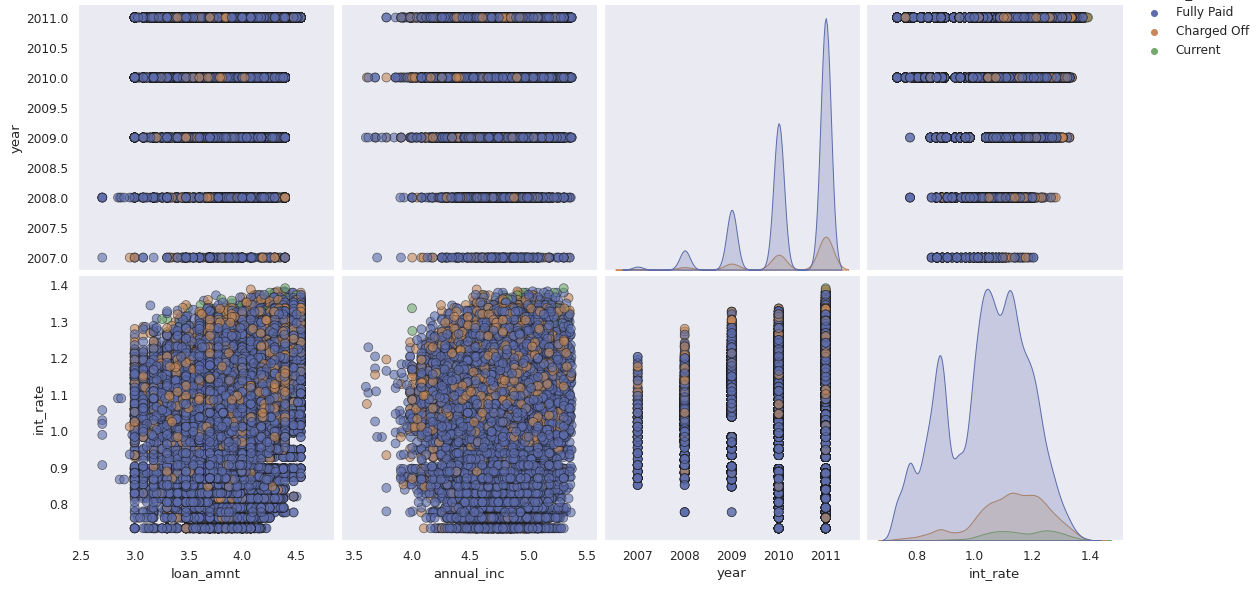 Fully Paid
Charged Off
Current
2011.0
2010.5
2010.0
2009.5
2009.0
2008.5
2008.0
2007.5
2007.0
year
1.4
1.3
1.2
1.1
1.0
0.9
0.8
int_rate
2.5 3.0 3.5 4.0 4.5
3.5 4.0 4.5 5.0 5.5
2007 2008 2009 2010 2011
0.8 1.0 1.2 1.4
loan_amnt annual_inc year int_rate